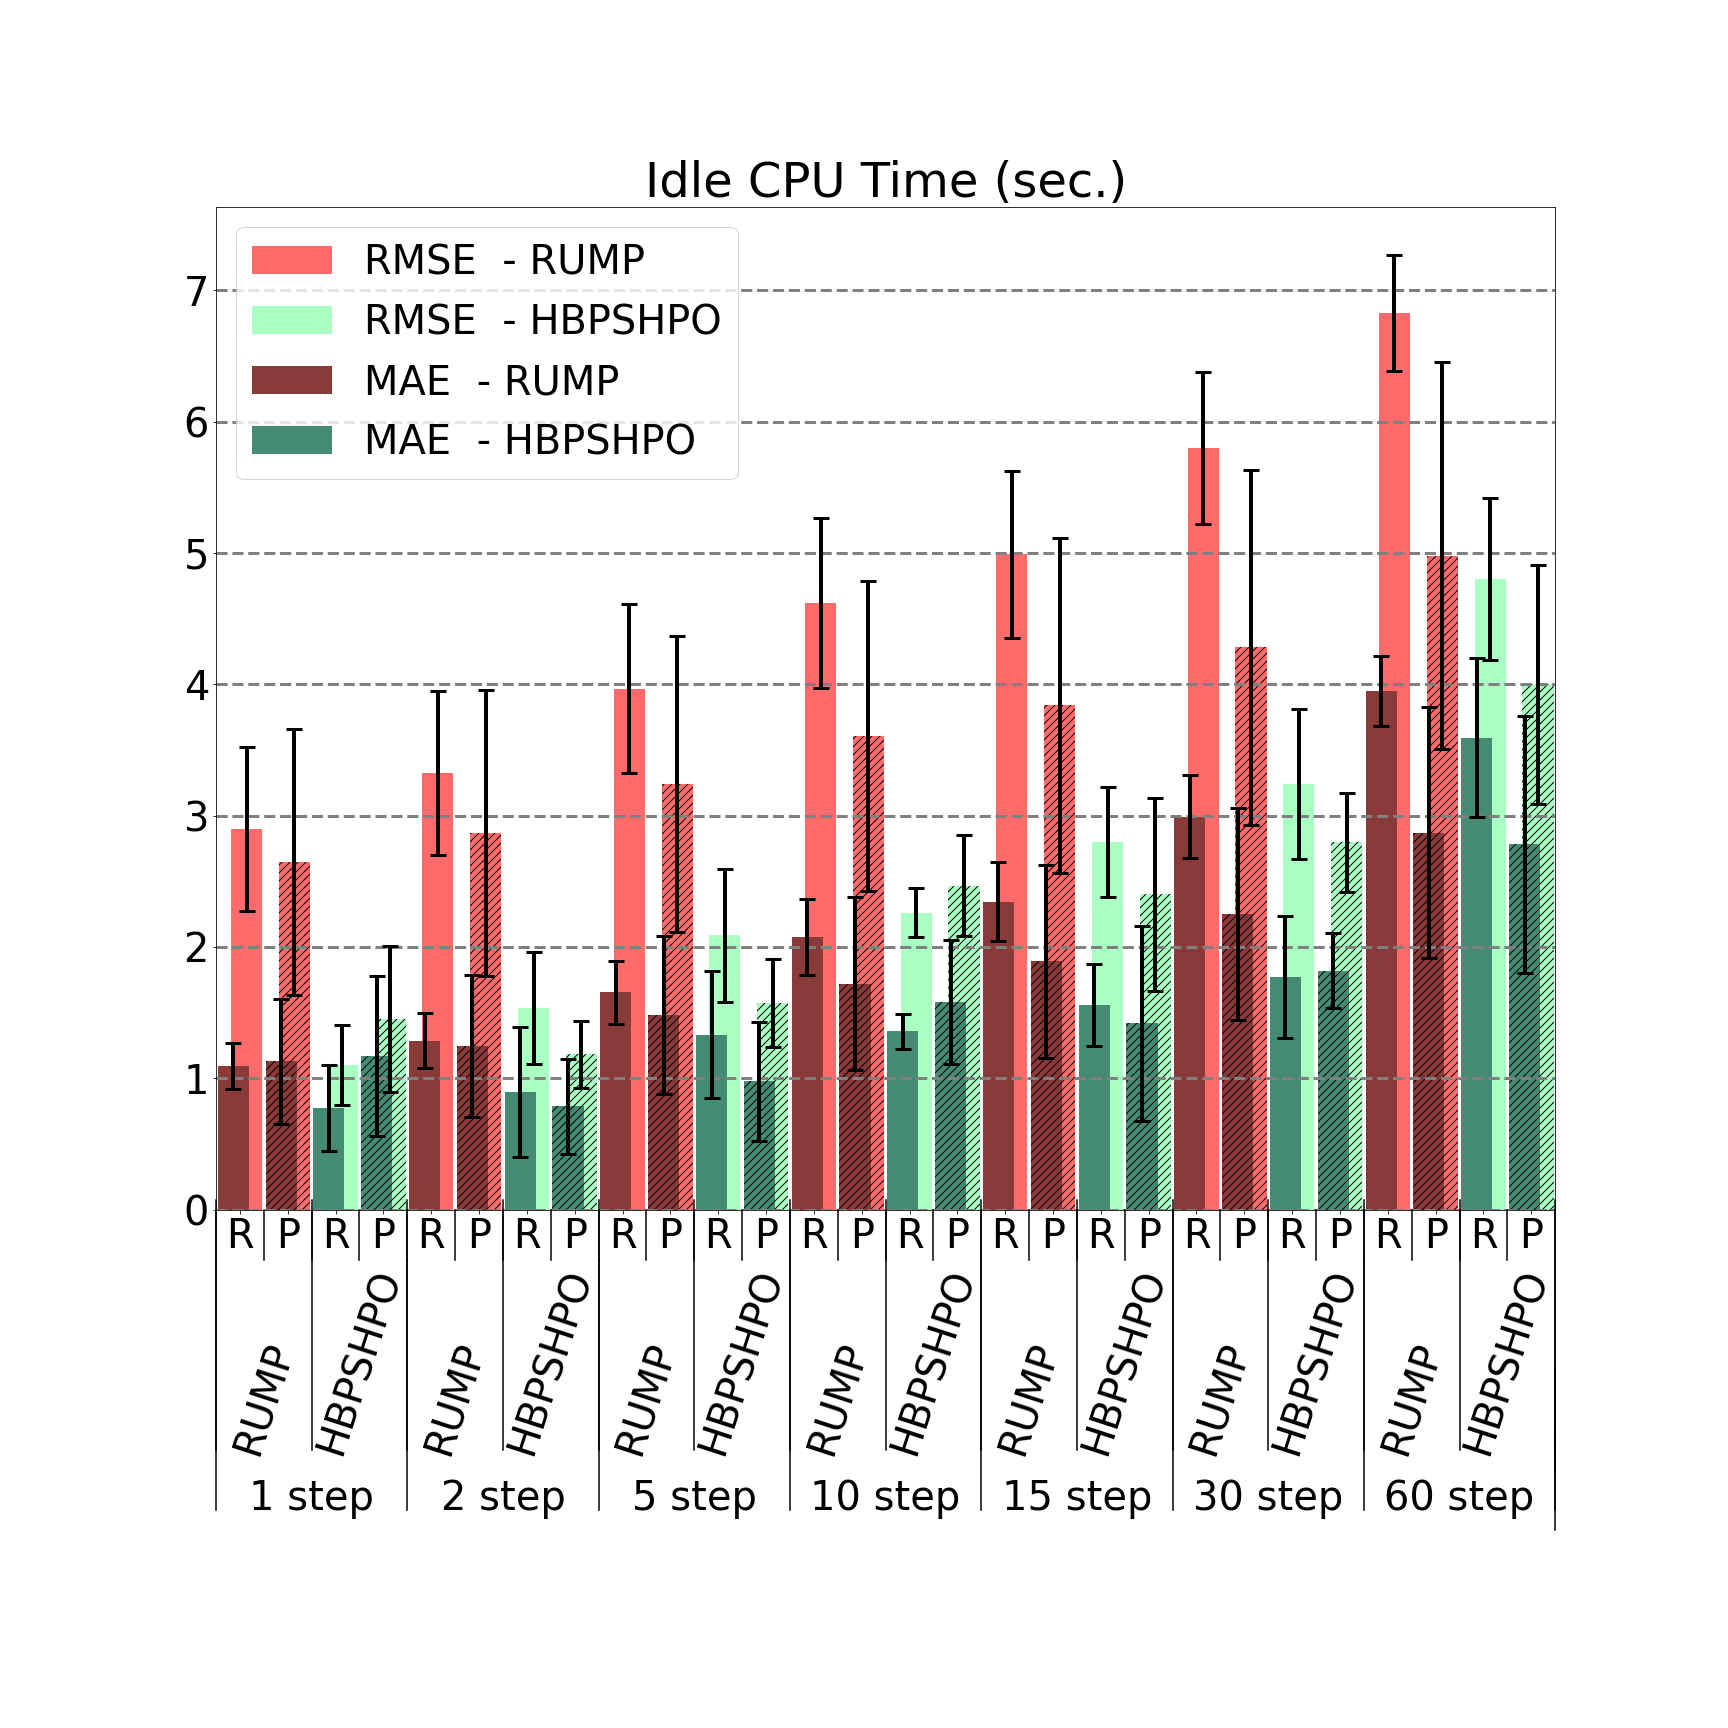 Idle CPU Time (sec.)
RMSE - RUMP
RMSE - HBPSHPO
MAE - RUMP
MAE - HBPSHPO
7
6
5
4
3
2
1
0
R P R P R P R P R P R P R P R P R P R P R P R P R P R P
RUMP HBPSHPO RUMP HBPSHPO RUMP HBPSHPO RUMP HBPSHPO RUMP HBPSHPO RUMP HBPSHPO RUMP HBPSHPO
1 step 2 step 5 step 10 step 15 step 30 step 60 step